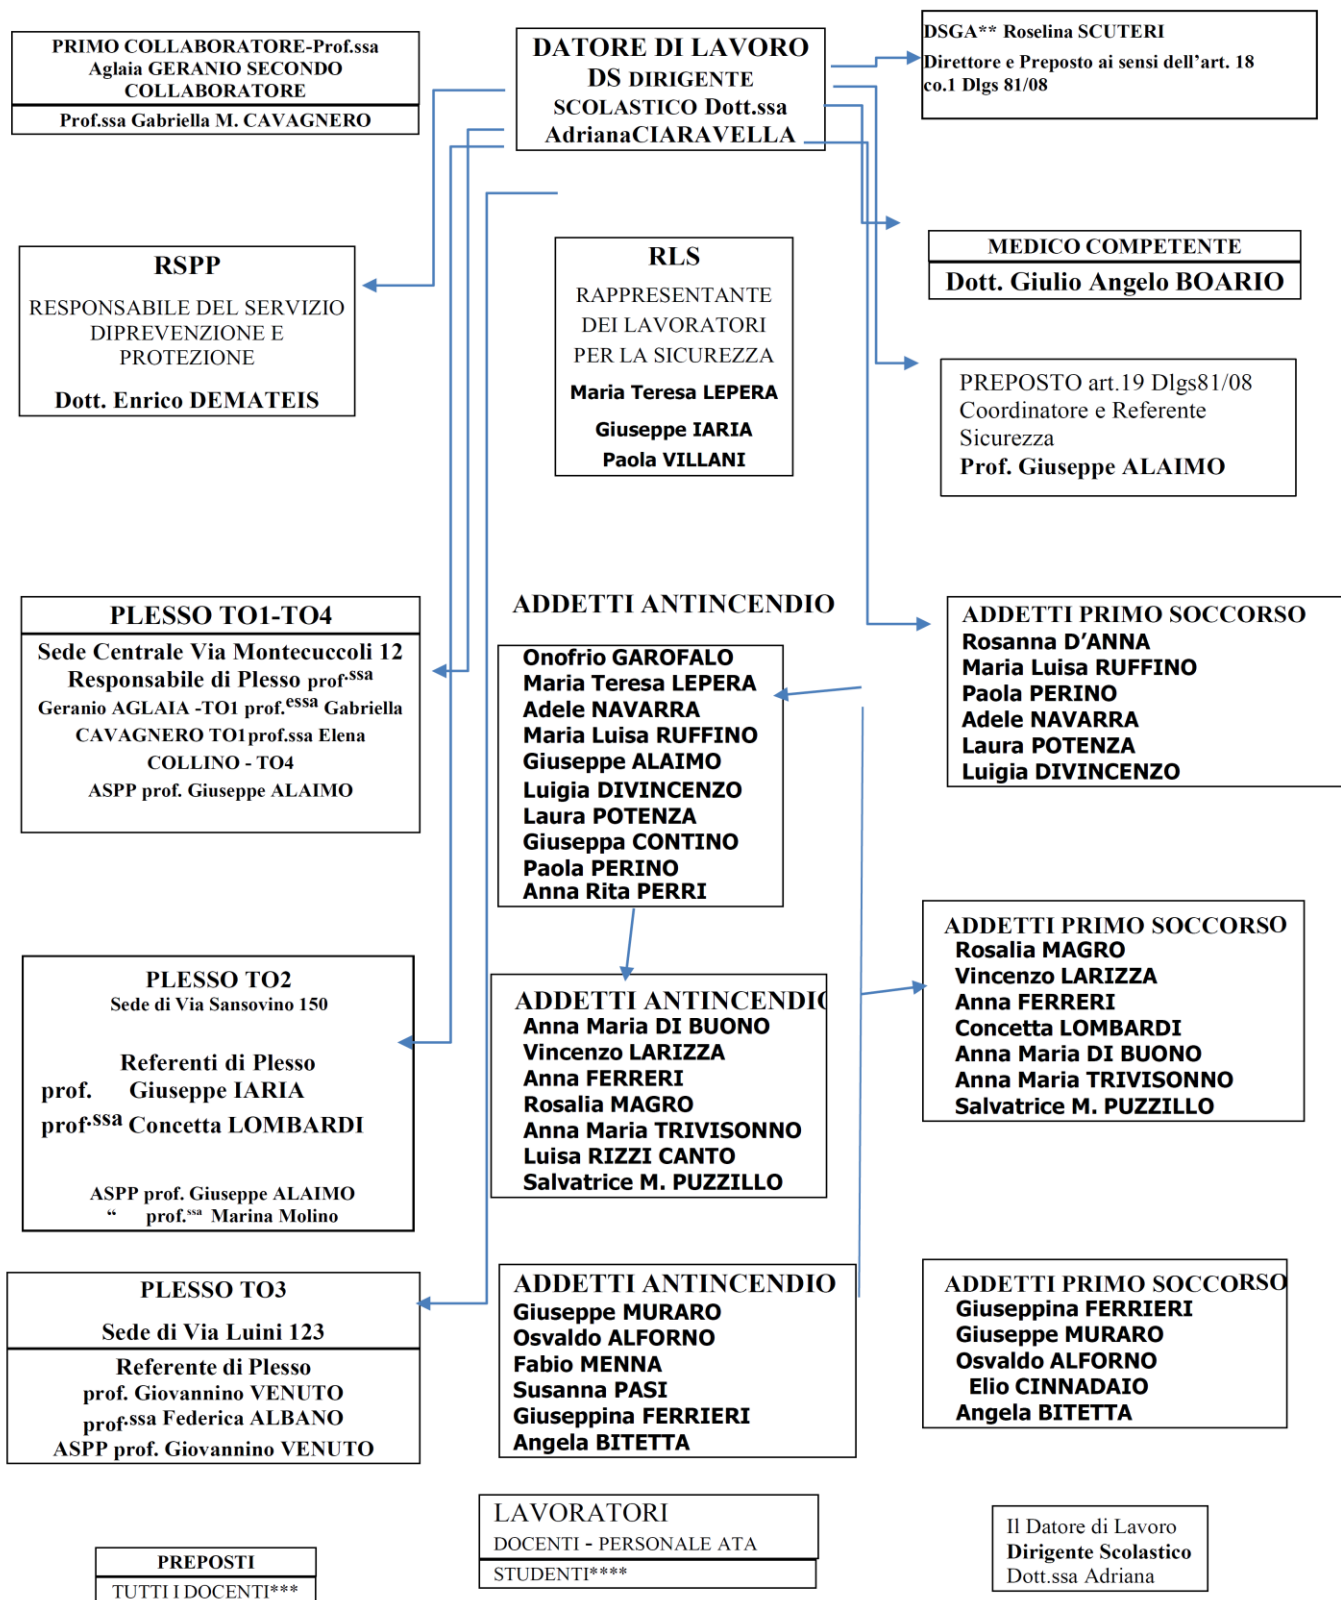 PRIMO COLLABORATORE-Prof.ssa
Aglaia GERANIO SECONDO
COLLABORATORE
Prof.ssa Gabriella M. CAVAGNERO
DATORE DI LAVORO
DS DIRIGENTE
SCOLASTICO Dott.ssa
AdrianaCIARAVELLA
DSGA** Roselina SCUTERI
Direttore e Preposto ai sensi dell'art. 18
co.1 Dlgs 81/08
RSPP
RESPONSABILE DEL SERVIZIO
DIPREVENZIONE E
PROTEZIONE
Dott. Enrico DEMATEIS
RLS
RAPPRESENTANTE
DEI LAVORATORI
PER LA SICUREZZA
Maria Teresa LEPERA
Giuseppe IARIA
Paola VILLANI
MEDICO COMPETENTE
Dott. Giulio Angelo BOARIO
PREPOSTO art.19 Dlgs81/08
Coordinatore e Referente
Sicurezza
Prof. Giuseppe ALAIMO
PLESSO TO1-TO4
Sede Centrale Via Montecuccoli 12
Responsabile di Plesso prof.ssa
Geranio AGLAIA -TO1 prof.essa Gabriella
CAVAGNERO TO1prof.ssa Elena
COLLINO - TO4
ASPP prof. Giuseppe ALAIMO
ADDETTI ANTINCENDIO
Onofrio GAROFALO
Maria Teresa LEPERA
Adele NAVARRA
Maria Luisa RUFFINO
Giuseppe ALAIMO
Luigia DIVINCENZO
Laura POTENZA
Giuseppa CONTINO
Paola PERINO
Anna Rita PERRI
ADDETTI PRIMO SOCCORSO
Rosanna D'ANNA
Maria Luisa RUFFINO
Paola PERINO
Adele NAVARRA
Laura POTENZA
Luigia DIVINCENZO
PLESSO TO2
Sede di Via Sansovino 150
Referenti di Plesso
prof. Giuseppe IARIA
prof.ssa Concetta LOMBARDI
ASPP prof. Giuseppe ALAIMO
“ prof.ssa Marina Molino
ADDETTI ANTINCENDIO
Anna Maria DI BUONO
Vincenzo LARIZZA
Anna FERRERI
Rosalia MAGRO
Anna Maria TRIVISONNO
Luisa RIZZI CANTO
Salvatrice M. PUZZILLO
ADDETTI PRIMO SOCCORSO
Rosalia MAGRO
Vincenzo LARIZZA
Anna FERRERI
Concetta LOMBARDI
Anna Maria DI BUONO
Anna Maria TRIVISONNO
Salvatrice M. PUZZILLO
PLESSO TO3
Sede di Via Luini 123
Referente di Plesso
prof. Giovannino VENUTO
prof.ssa Federica ALBANO
ASPP prof. Giovannino VENUTO
ADDETTI ANTINCENDIO
Giuseppe MURARO
Osvaldo ALFORNO
Fabio MENNA
Susanna PASI
Giuseppina FERRIERI
Angela BITETTA
ADDETTI PRIMO SOCCORSO
Giuseppina FERRIERI
Giuseppe MURARO
Osvaldo ALFORNO
Elio CINNADAIO
Angela BITETTA
PREPOSTI
TUTTI I DOCENTI***
LAVORATORI
DOCENTI - PERSONALE ATA
STUDENTI****
Il Datore di Lavoro
Dirigente Scolastico
Dott.ssa Adriana